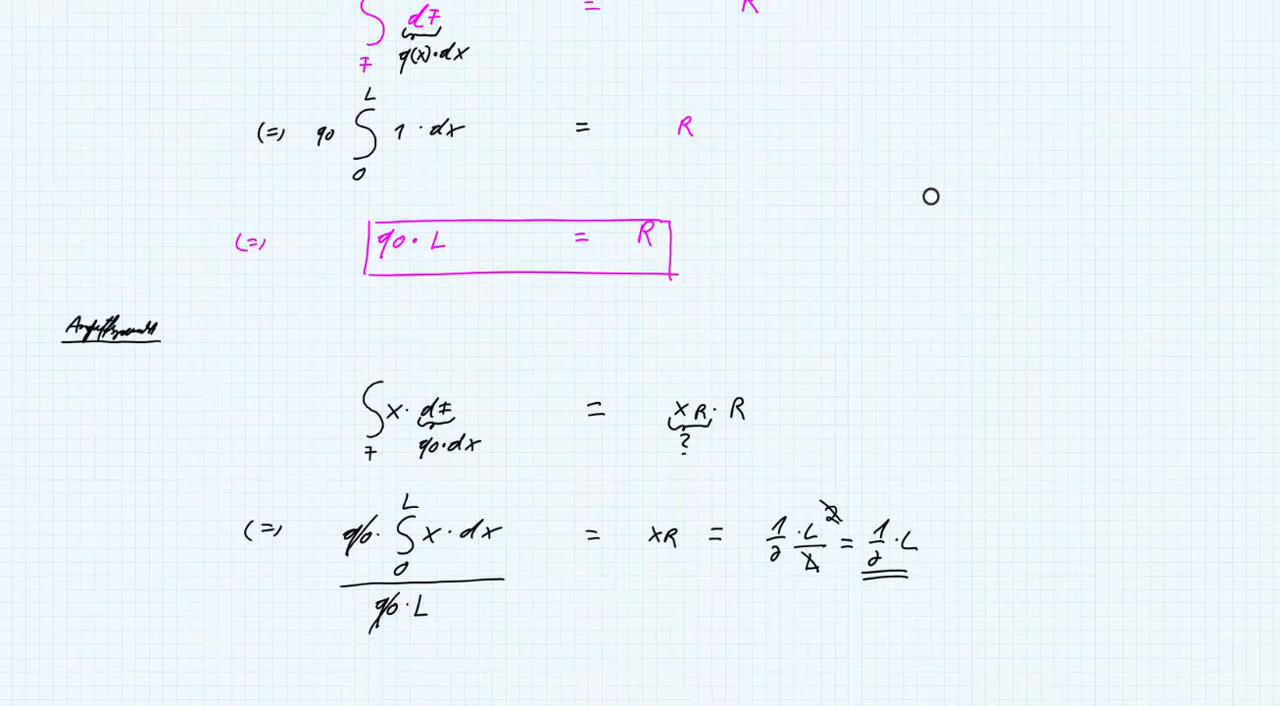 ∫ dF = R
F q(x)·dx
L
(=) q0 ∫ 1 · dx = R
0
(=) q0 · L = R
∫ x · dF = xR · R
F q0·dx ?
L
(=) q0 · ∫ x · dx = xR = 1/2 · L²/L = 1/2 · L
0
q0 · L